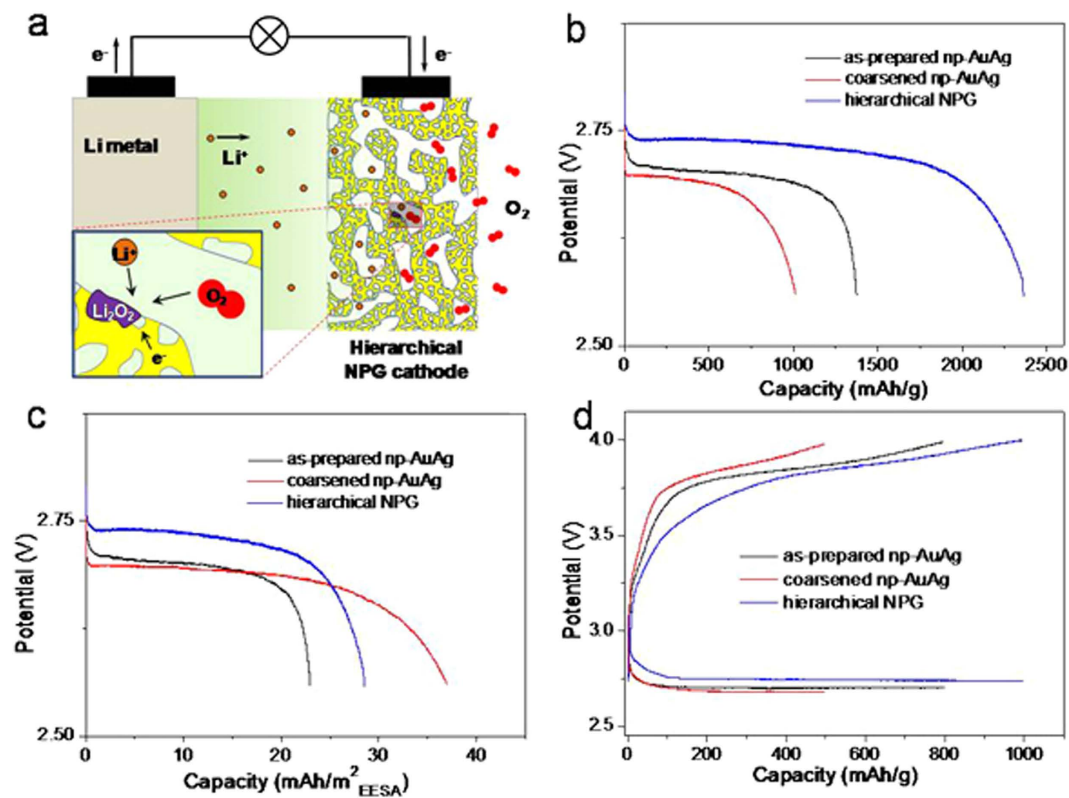 a
e⁻
e⁻
Li metal
Li⁺
O₂
Li⁺
O₂
Li₂O₂
e⁻
Hierarchical
NPG cathode
b
as-prepared np-AuAg
coarsened np-AuAg
hierarchical NPG
2.75
2.50
Potential (V)
0 500 1000 1500 2000 2500
Capacity (mAh/g)
c
as-prepared np-AuAg
coarsened np-AuAg
hierarchical NPG
2.75
2.50
Potential (V)
0 10 20 30 40
Capacity (mAh/m²EESA)
d
4.0
3.5
3.0
2.5
Potential (V)
as-prepared np-AuAg
coarsened np-AuAg
hierarchical NPG
0 200 400 600 800 1000
Capacity (mAh/g)